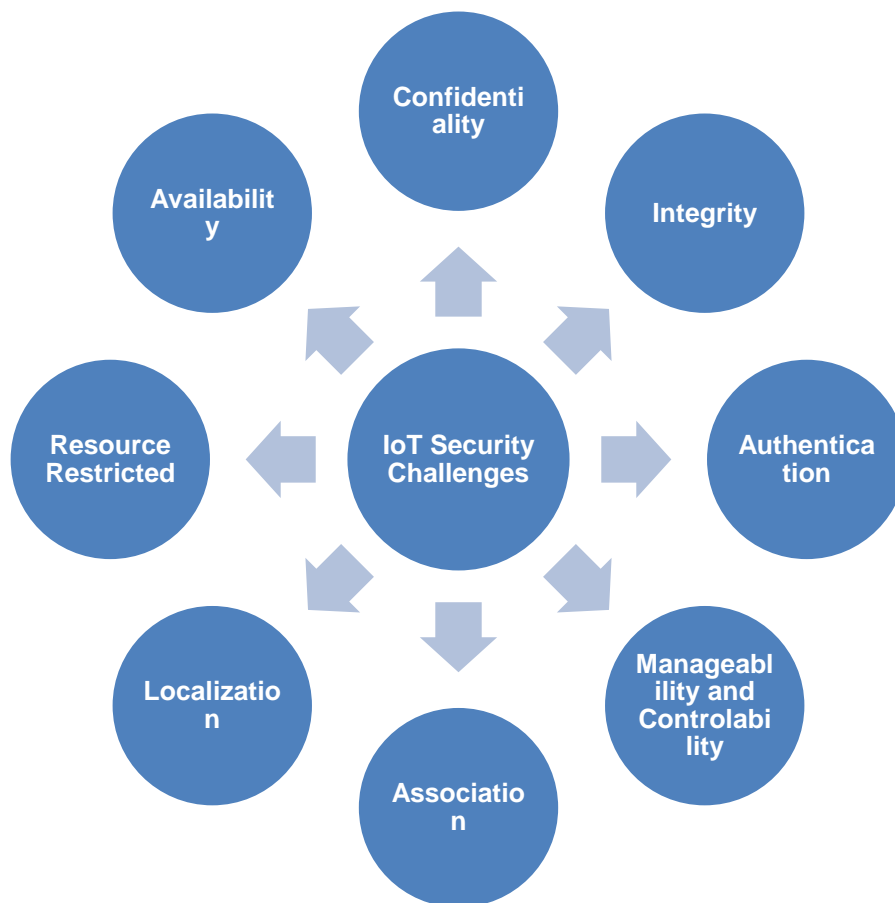 Confidenti
ality
Availabilit
y
Integrity
Resource
Restricted
IoT Security
Challenges
Authentica
tion
Localizatio
n
Manageabl
ility and
Controlabi
lity
Associatio
n